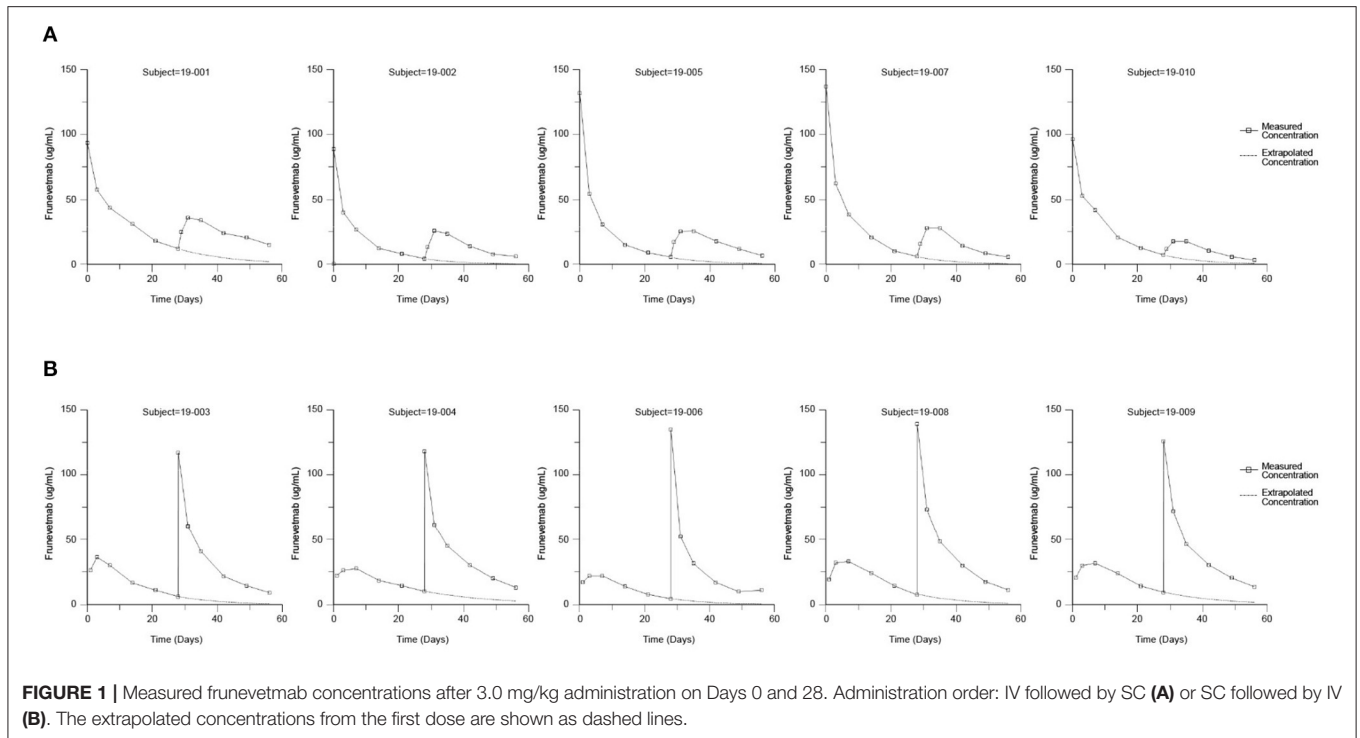 A
Subject=19-001
Subject=19-002
Subject=19-005
Subject=19-007
Subject=19-010
150
100
50
0
Frunevetmab (ug/mL)
0 20 40 60
Time (Days)
150
100
50
0
Frunevetmab (ug/mL)
0 20 40 60
Time (Days)
150
100
50
0
Frunevetmab (ug/mL)
0 20 40 60
Time (Days)
150
100
50
0
Frunevetmab (ug/mL)
0 20 40 60
Time (Days)
150
100
50
0
Frunevetmab (ug/mL)
0 20 40 60
Time (Days)
Measured
Concentration
Extrapolated
Concentration
B
Subject=19-003
Subject=19-004
Subject=19-006
Subject=19-008
Subject=19-009
150
100
50
0
Frunevetmab (ug/mL)
0 20 40 60
Time (Days)
150
100
50
0
Frunevetmab (ug/mL)
0 20 40 60
Time (Days)
150
100
50
0
Frunevetmab (ug/mL)
0 20 40 60
Time (Days)
150
100
50
0
Frunevetmab (ug/mL)
0 20 40 60
Time (Days)
150
100
50
0
Frunevetmab (ug/mL)
0 20 40 60
Time (Days)
Measured
Concentration
Extrapolated
Concentration
FIGURE 1 | Measured frunevetmab concentrations after 3.0 mg/kg administration on Days 0 and 28. Administration order: IV followed by SC (A) or SC followed by IV
(B). The extrapolated concentrations from the first dose are shown as dashed lines.